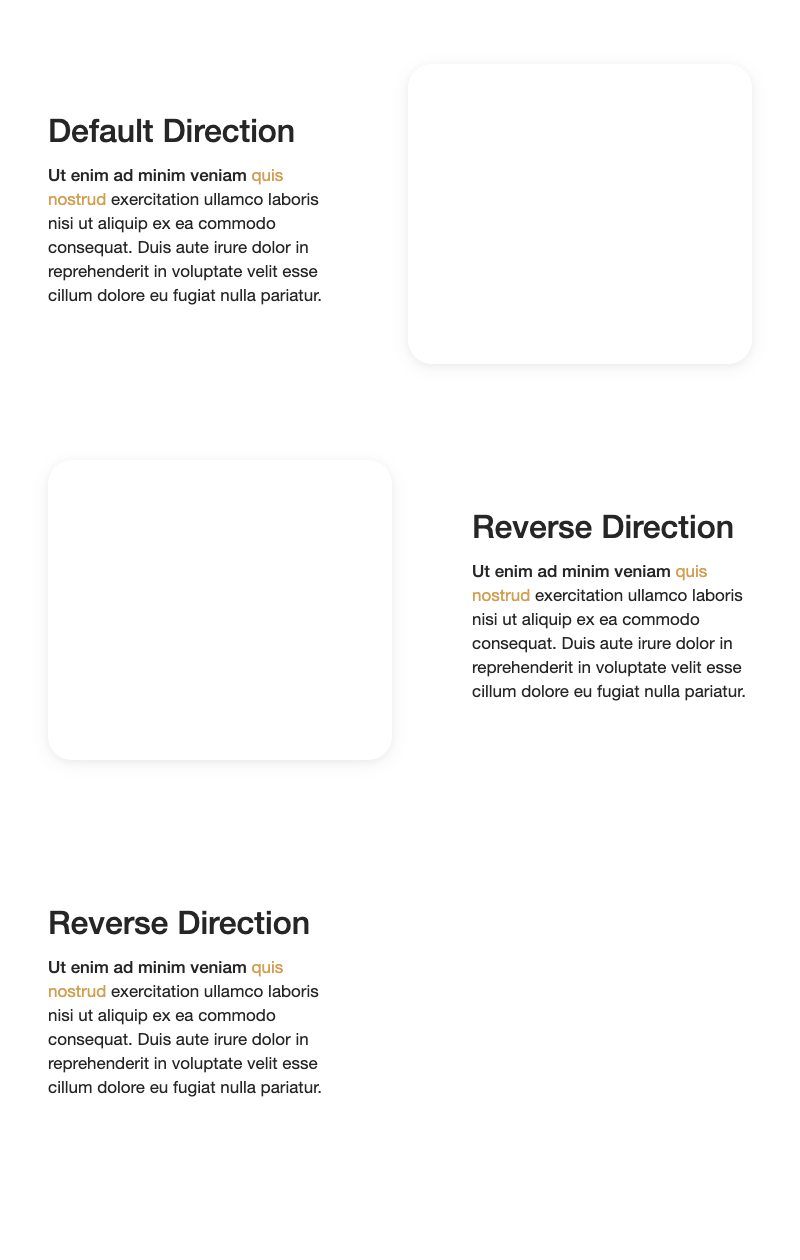 Default Direction
Ut enim ad minim veniam quis
nostrud exercitation ullamco laboris
nisi ut aliquip ex ea commodo
consequat. Duis aute irure dolor in
reprehenderit in voluptate velit esse
cillum dolore eu fugiat nulla pariatur.
Reverse Direction
Ut enim ad minim veniam quis
nostrud exercitation ullamco laboris
nisi ut aliquip ex ea commodo
consequat. Duis aute irure dolor in
reprehenderit in voluptate velit esse
cillum dolore eu fugiat nulla pariatur.
Reverse Direction
Ut enim ad minim veniam quis
nostrud exercitation ullamco laboris
nisi ut aliquip ex ea commodo
consequat. Duis aute irure dolor in
reprehenderit in voluptate velit esse
cillum dolore eu fugiat nulla pariatur.